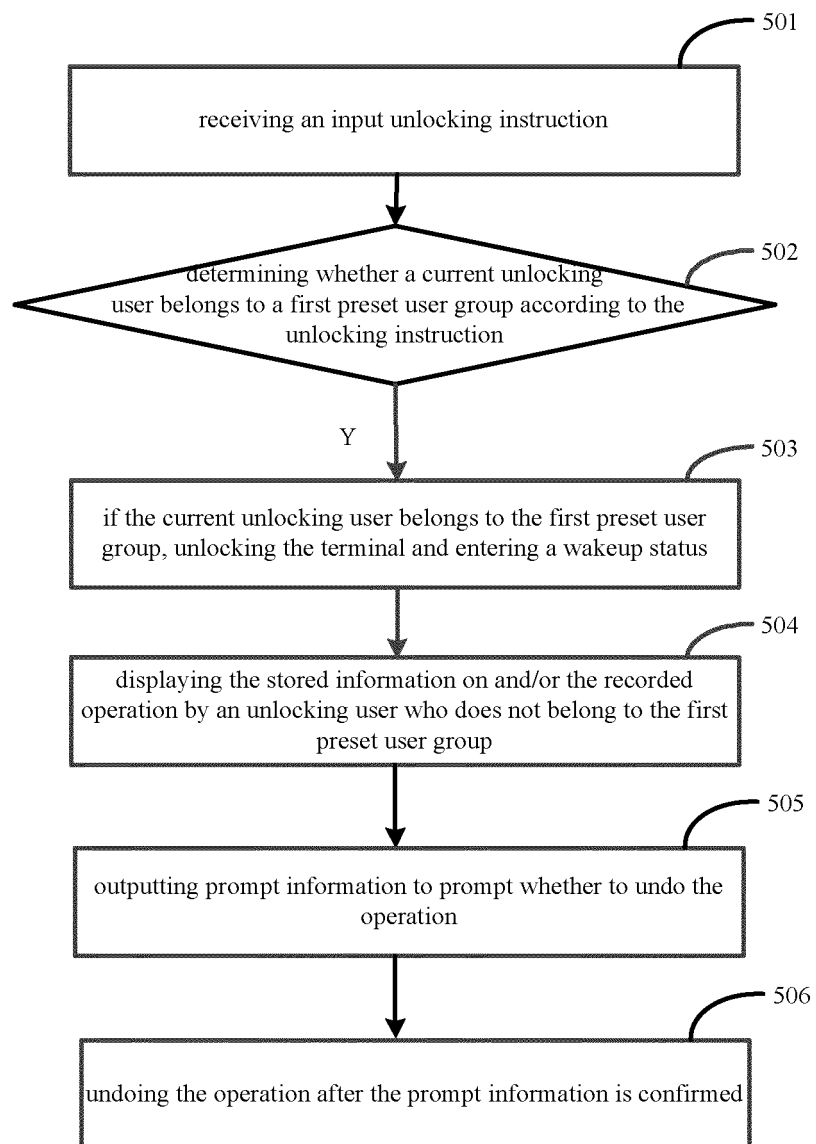 501
receiving an input unlocking instruction
502
determining whether a current unlocking
user belongs to a first preset user group according to the
unlocking instruction
Y
503
if the current unlocking user belongs to the first preset user
group, unlocking the terminal and entering a wakeup status
504
displaying the stored information on and/or the recorded
operation by an unlocking user who does not belong to the first
preset user group
505
outputting prompt information to prompt whether to undo the
operation
506
undoing the operation after the prompt information is confirmed